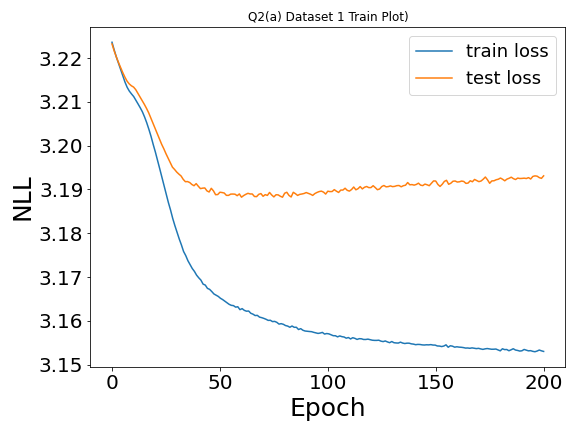 Q2(a) Dataset 1 Train Plot)
train loss
test loss
3.22
3.21
3.20
3.19
3.18
3.17
3.16
3.15
NLL
0 50 100 150 200
Epoch